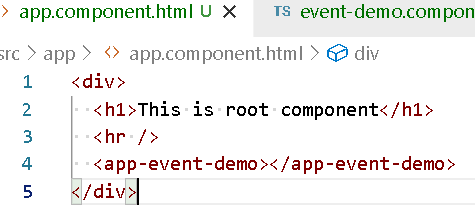 app.component.html U
TS event-demo.compon
src > app > app.component.html > div
1 <div>
2 <h1>This is root component</h1>
3 <hr />
4 <app-event-demo></app-event-demo>
5 </div>